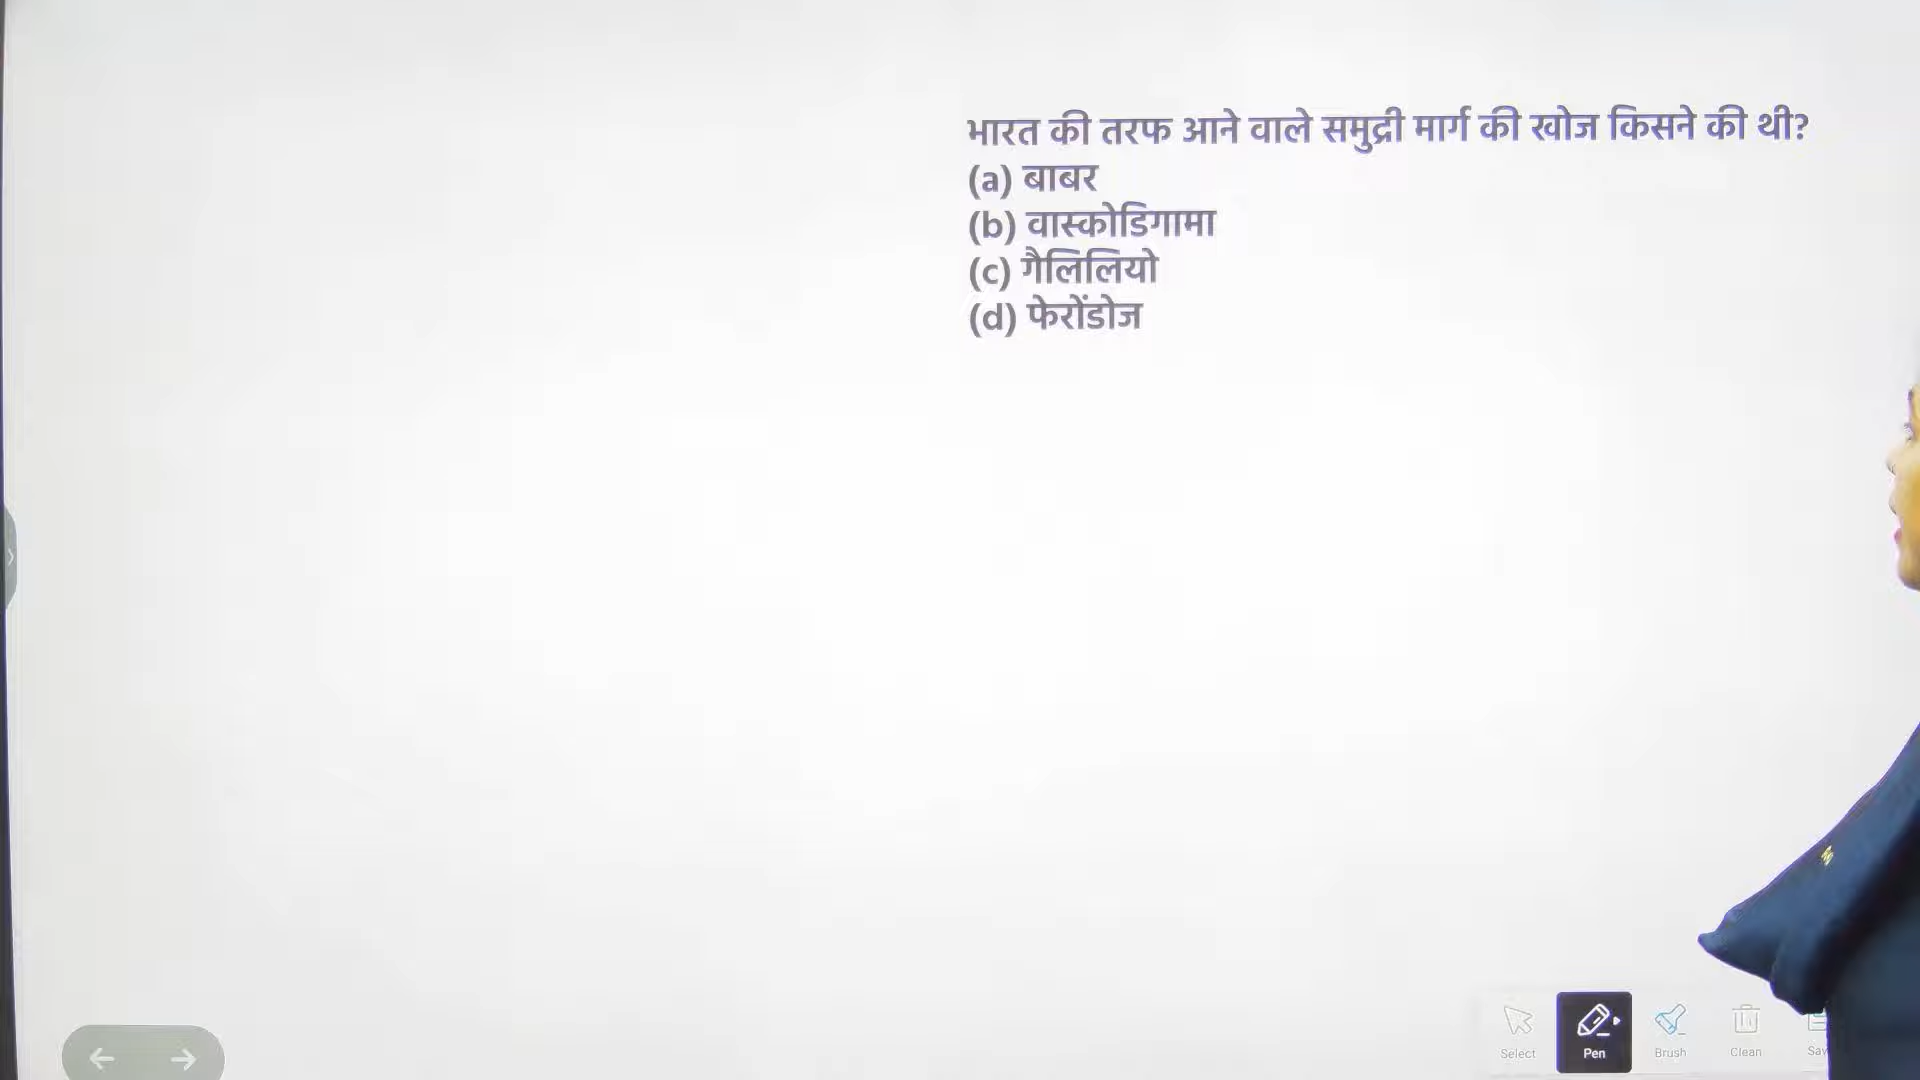 भारत की तरफ आने वाले समुद्री मार्ग की खोज किसने की थी?
(a) बाबर
(b) वास्कोडिगामा
(c) गैलिलियो
(d) फेरोंडोज
Select
Pen
Brush
Clean